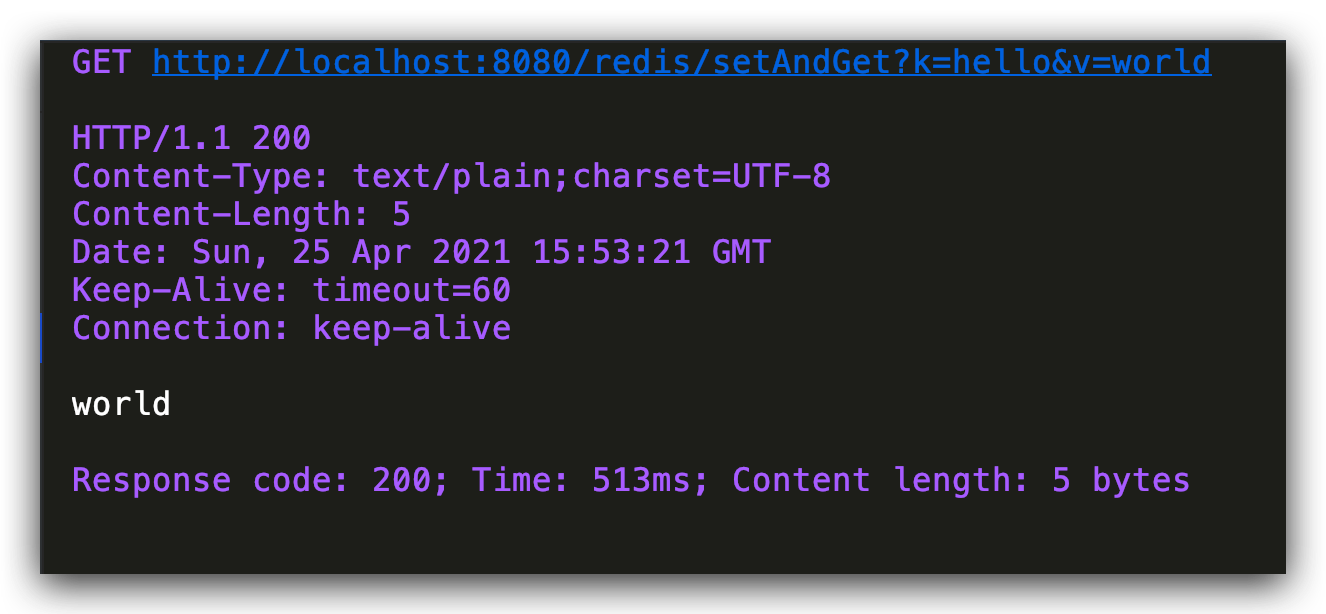 GET http://localhost:8080/redis/setAndGet?k=hello&v=world
HTTP/1.1 200
Content-Type: text/plain;charset=UTF-8
Content-Length: 5
Date: Sun, 25 Apr 2021 15:53:21 GMT
Keep-Alive: timeout=60
Connection: keep-alive
world
Response code: 200; Time: 513ms; Content length: 5 bytes